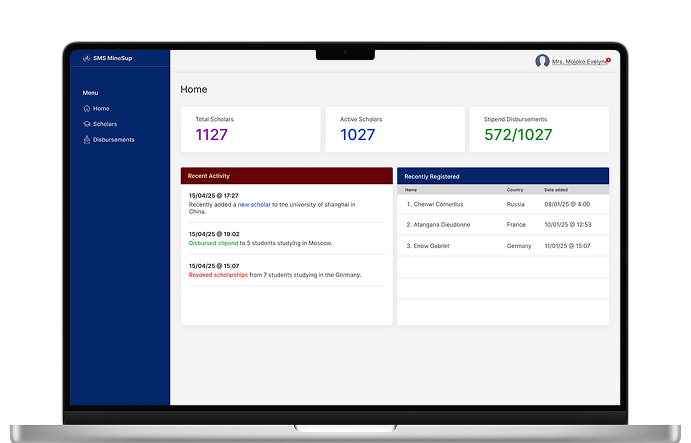 SMS MineSup
Mrs. Mojoko Evelyne
Menu
Home
Scholars
Disbursements
Home
Total Scholars
1127
Active Scholars
1027
Stipend Disbursements
572/1027
Recent Activity
15/04/25 @ 17:27
Recently added a new scholar to the university of shanghai in
China.
15/04/25 @ 19:02
Disbursed stipend to 5 students studying in Moscow.
15/04/25 @ 15:07
Revoked scholarships from 7 students studying in the Germany.
Recently Registered
Name Country Date added
1. Chenwi Cornerlius Russia 08/01/25 @ 4:00
2. Atangana Dieudonne France 10/01/25 @ 12:53
3. Enow Gabriel Germany 11/01/25 @ 15:07